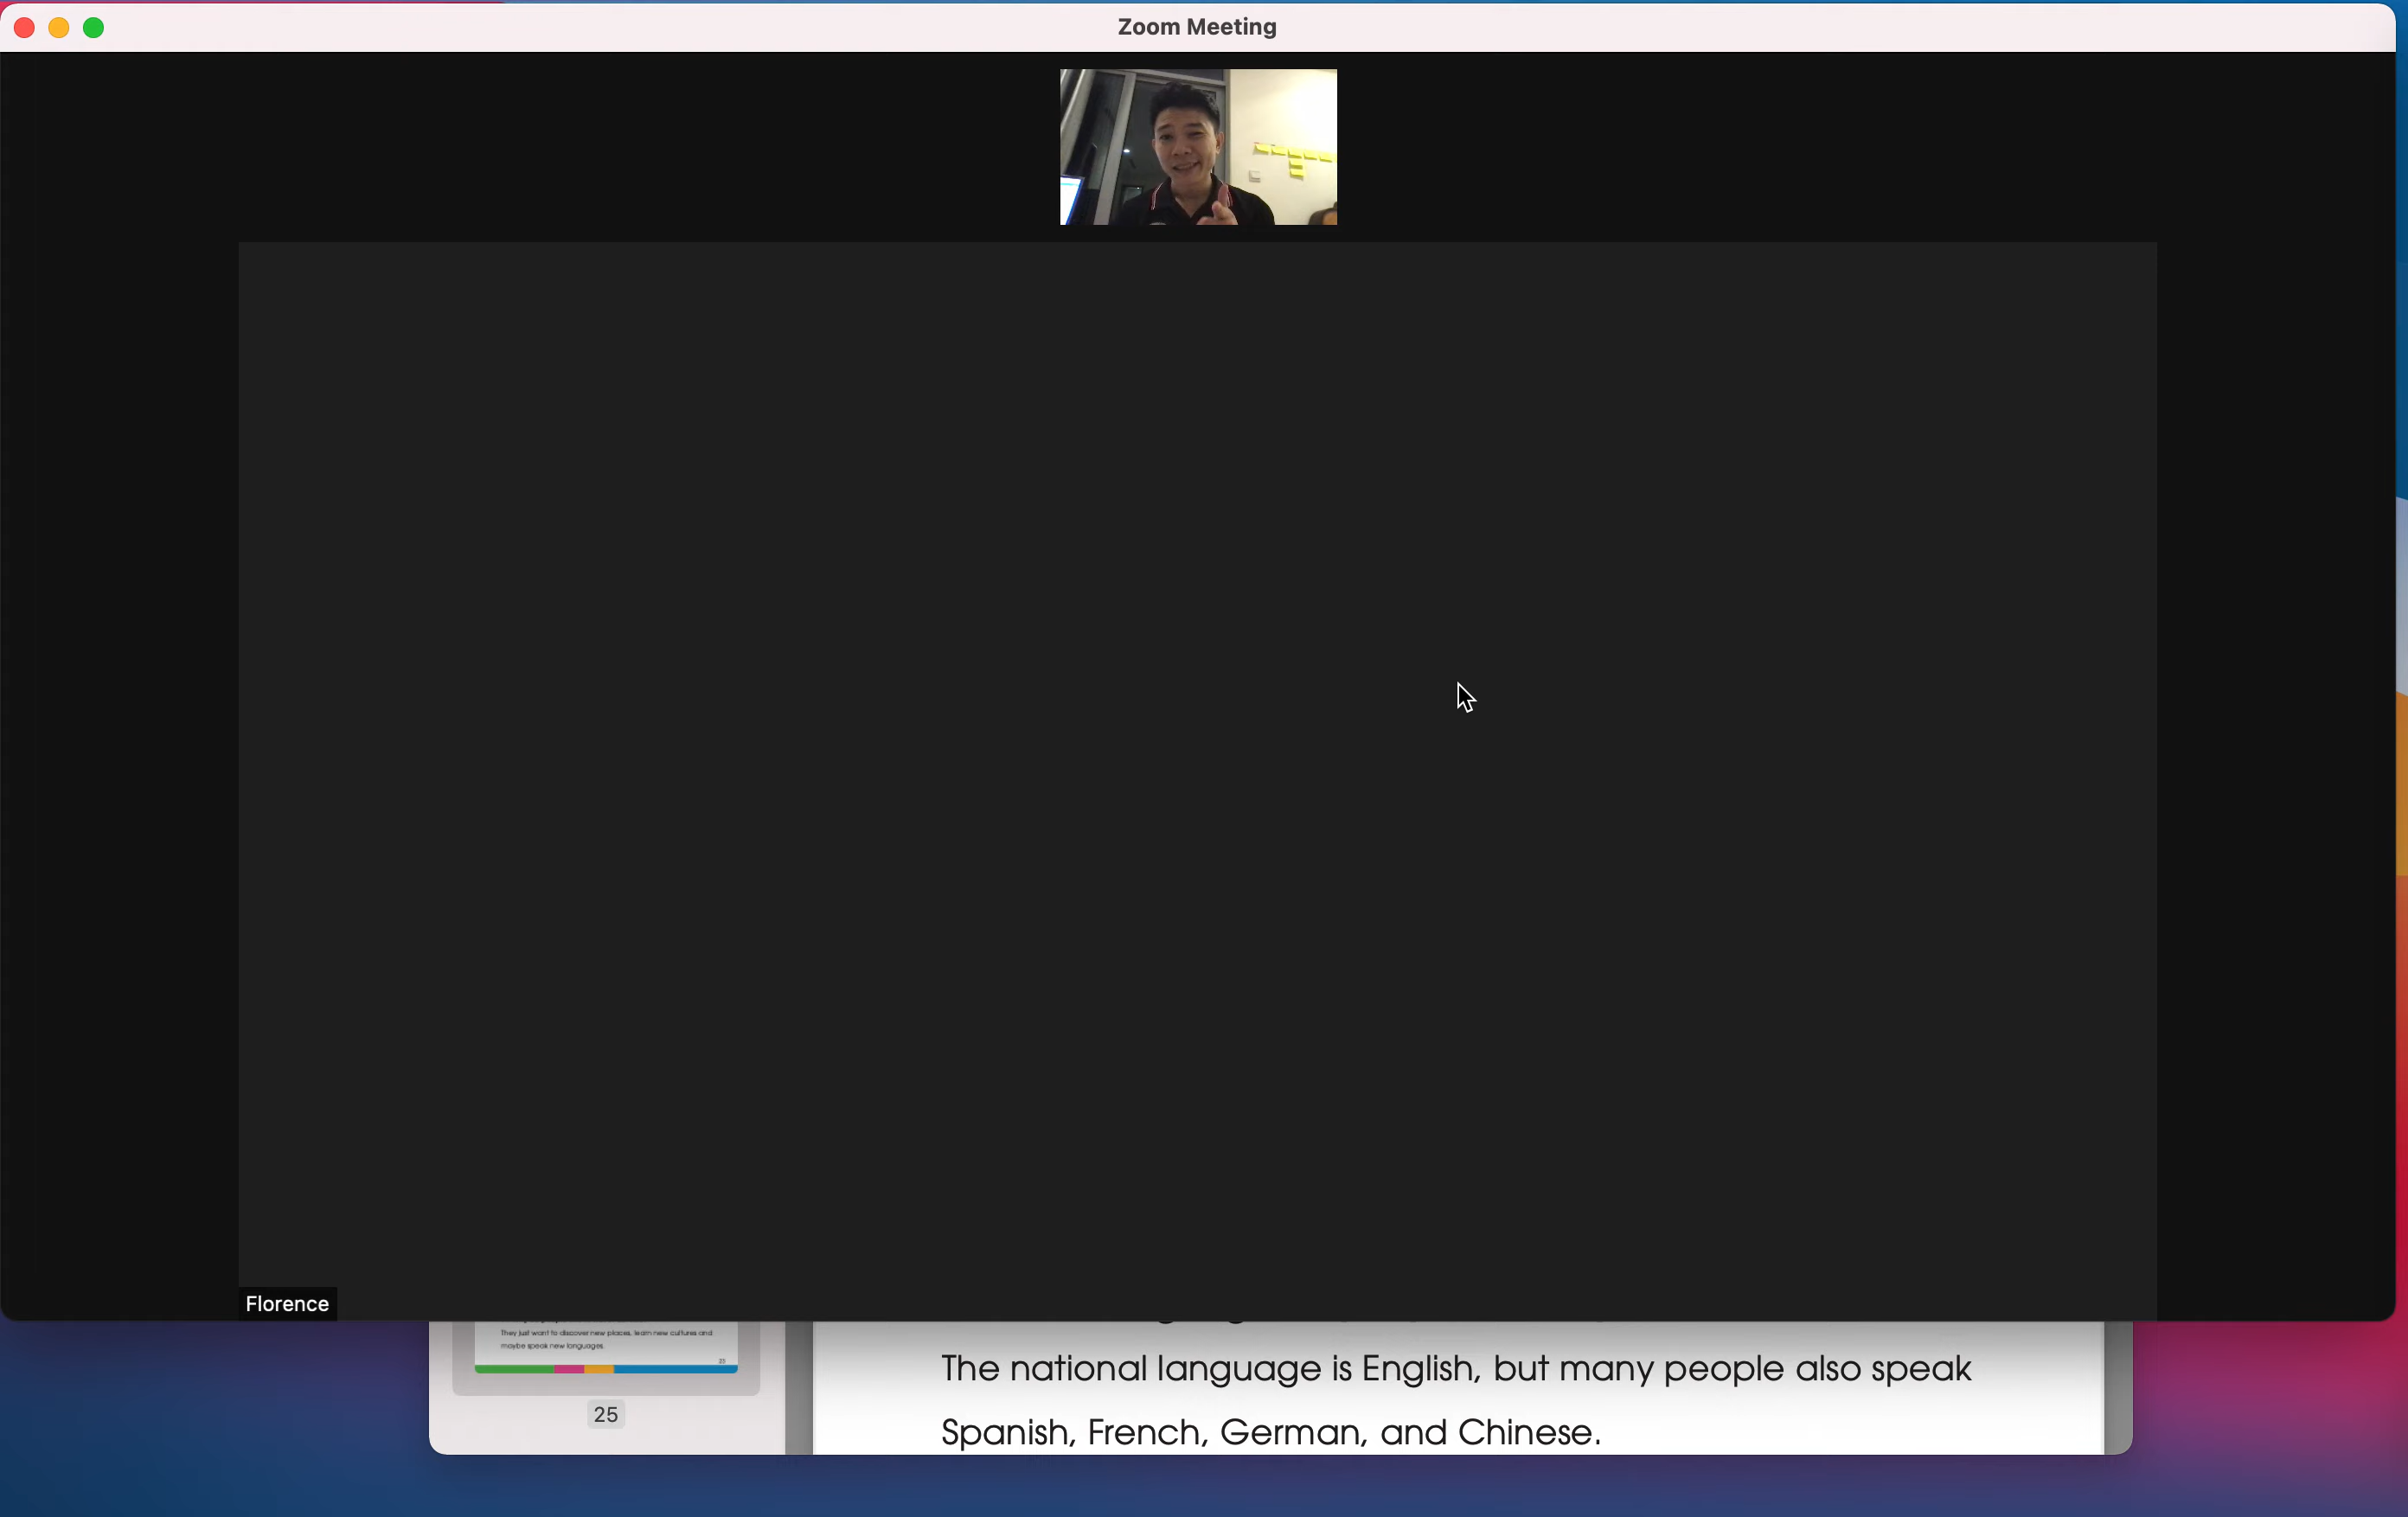 Zoom Meeting
Florence
They just want to discover new places, learn new cultures and
maybe speak new languages.
25
The national language is English, but many people also speak
Spanish, French, German, and Chinese.